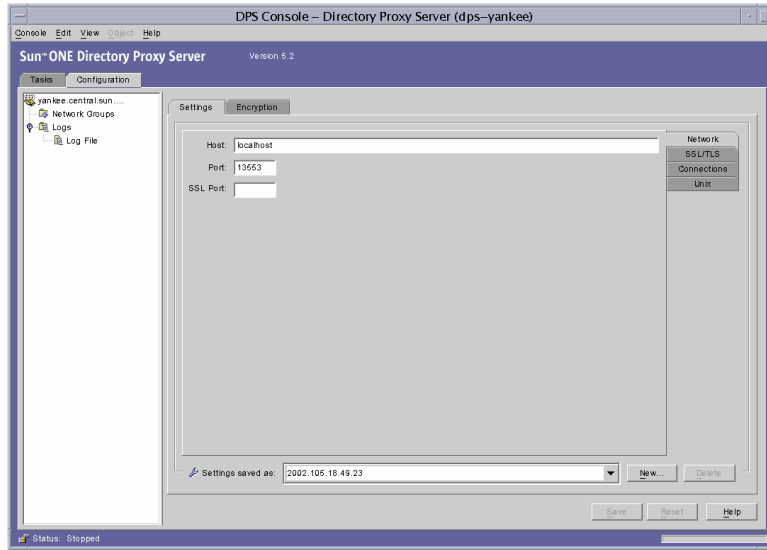 DPS Console – Directory Proxy Server (dps–yankee)
Console Edit View Object Help
Sun™ ONE Directory Proxy Server Version 5.2
Tasks Configuration
yankee.central.sun....
Network Groups
Logs
Log File
Settings Encryption
Host: localhost
Port: 13553
SSL Port:
Network
SSL/TLS
Connections
Unix
Settings saved as: 2002.105.18.49.23
New... Delete
Save Reset Help
Status: Stopped